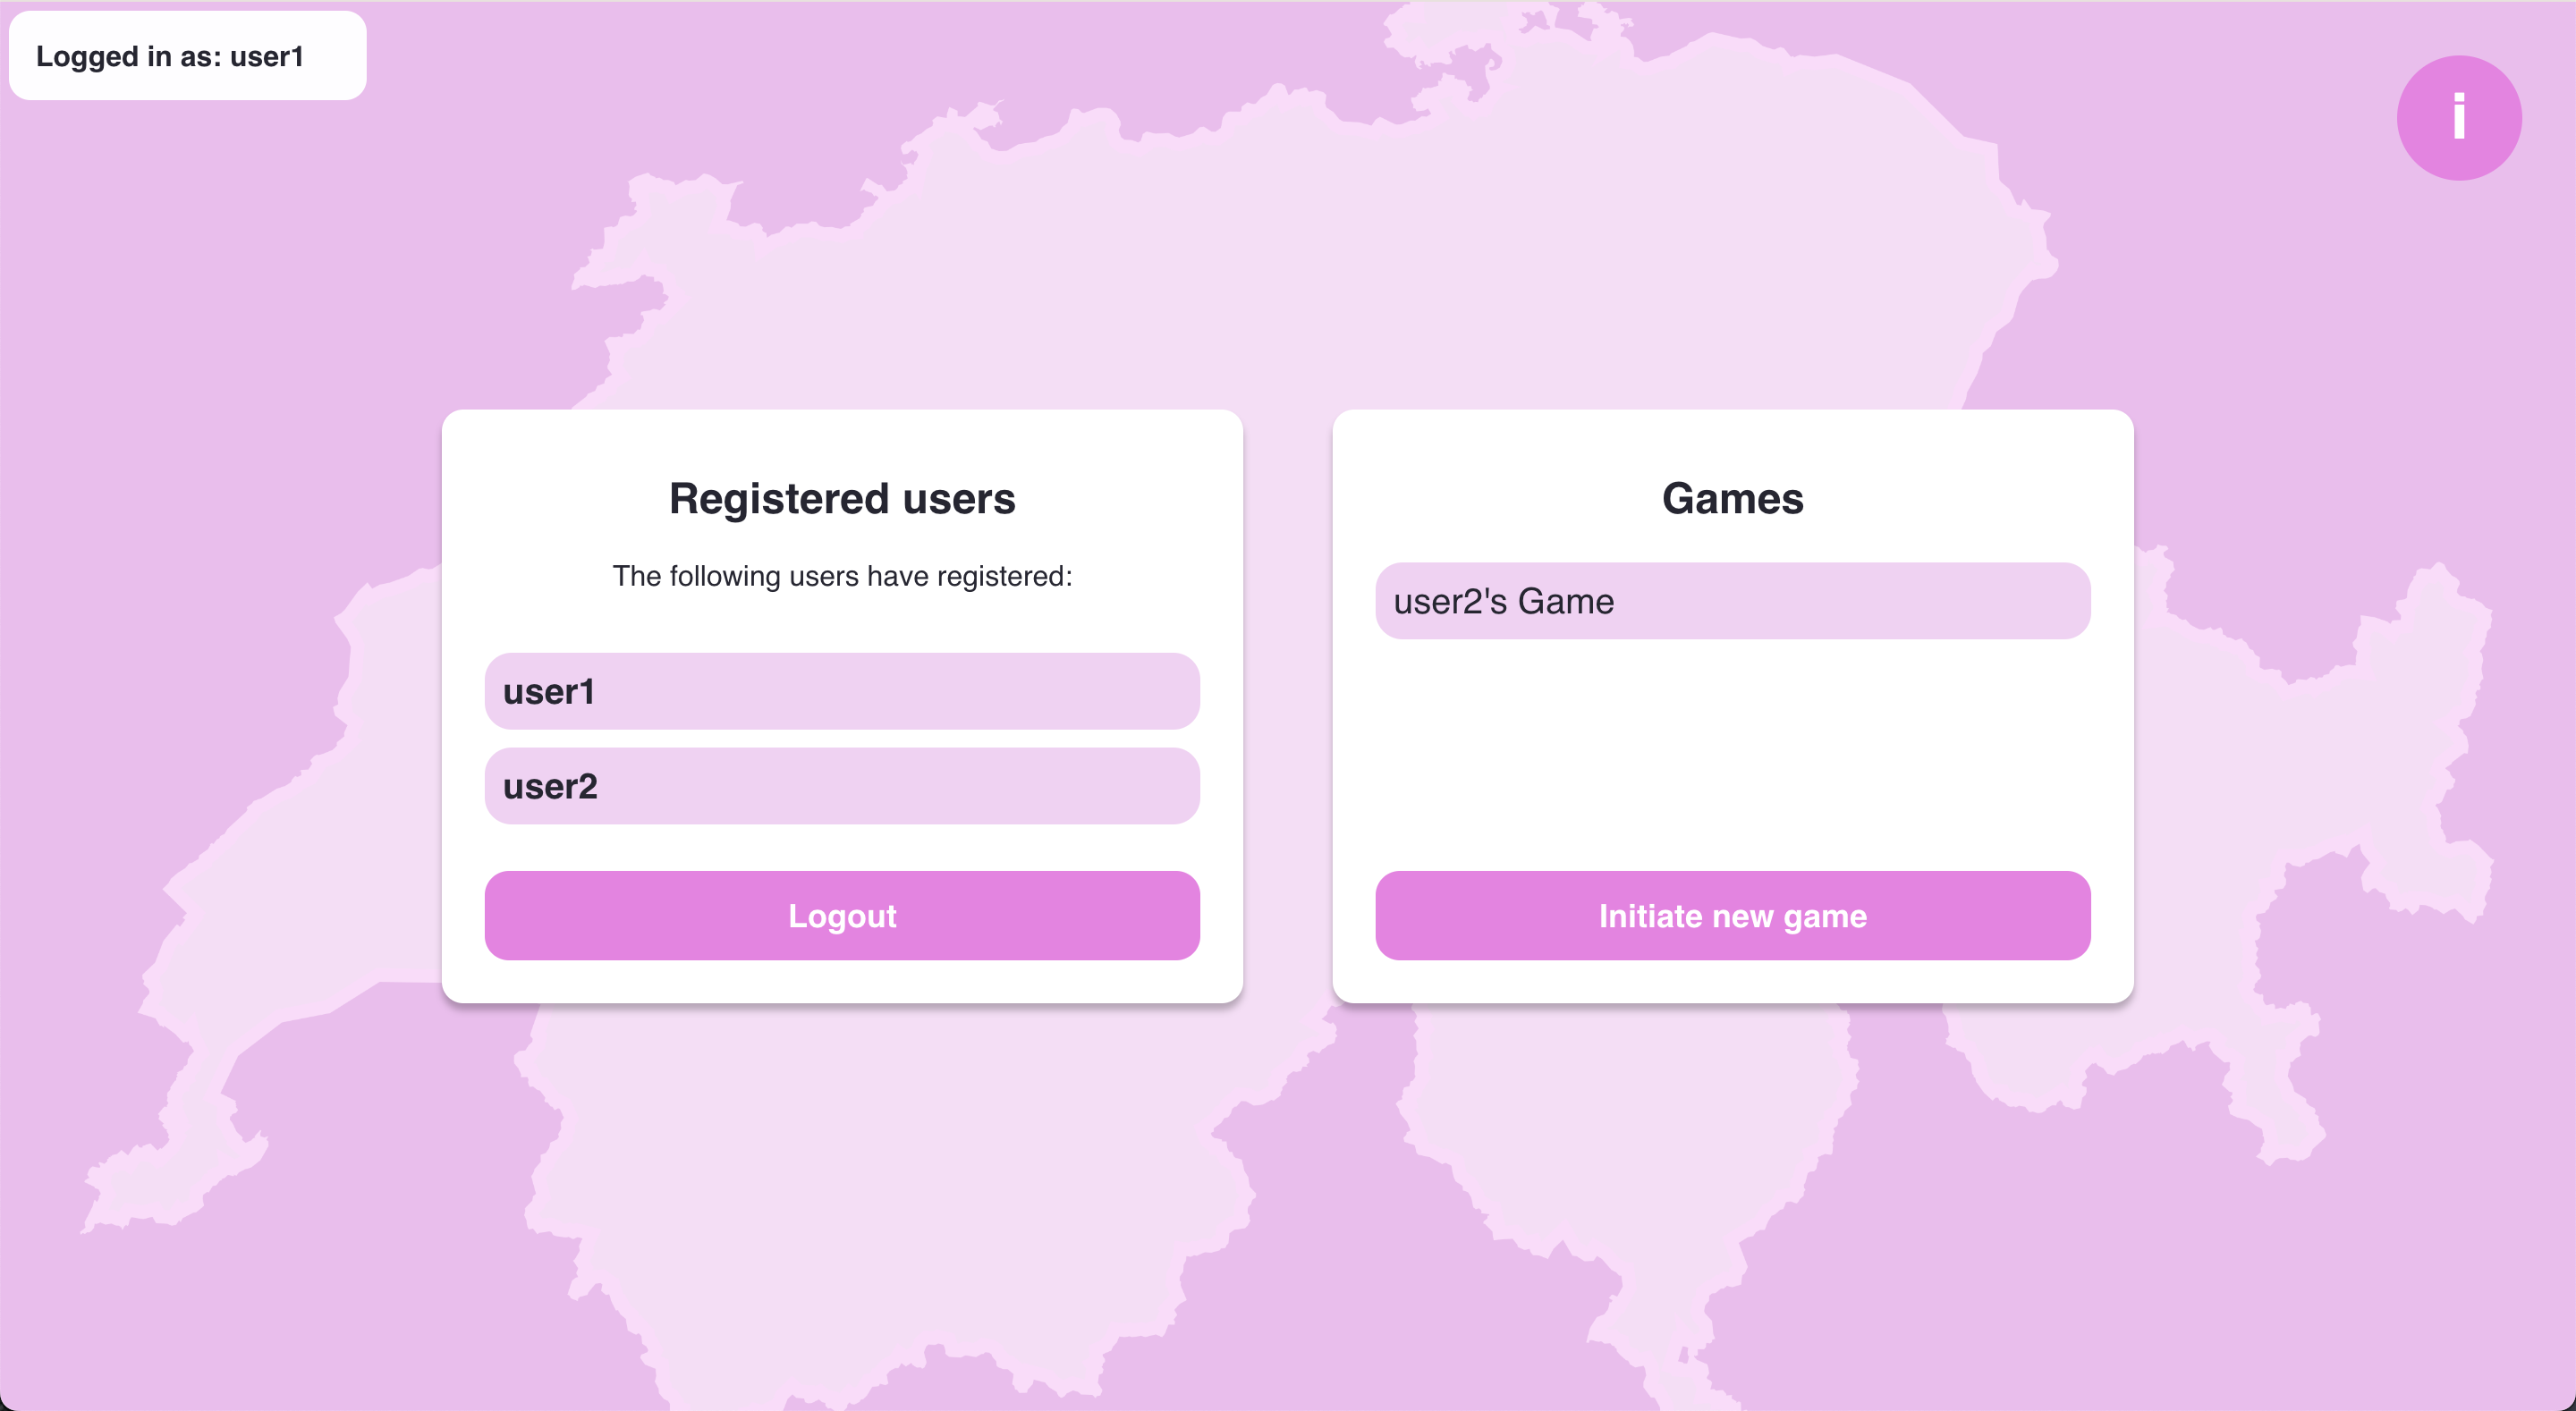 Logged in as: user1
i
Registered users
The following users have registered:
user1
user2
Logout
Games
user2's Game
Initiate new game